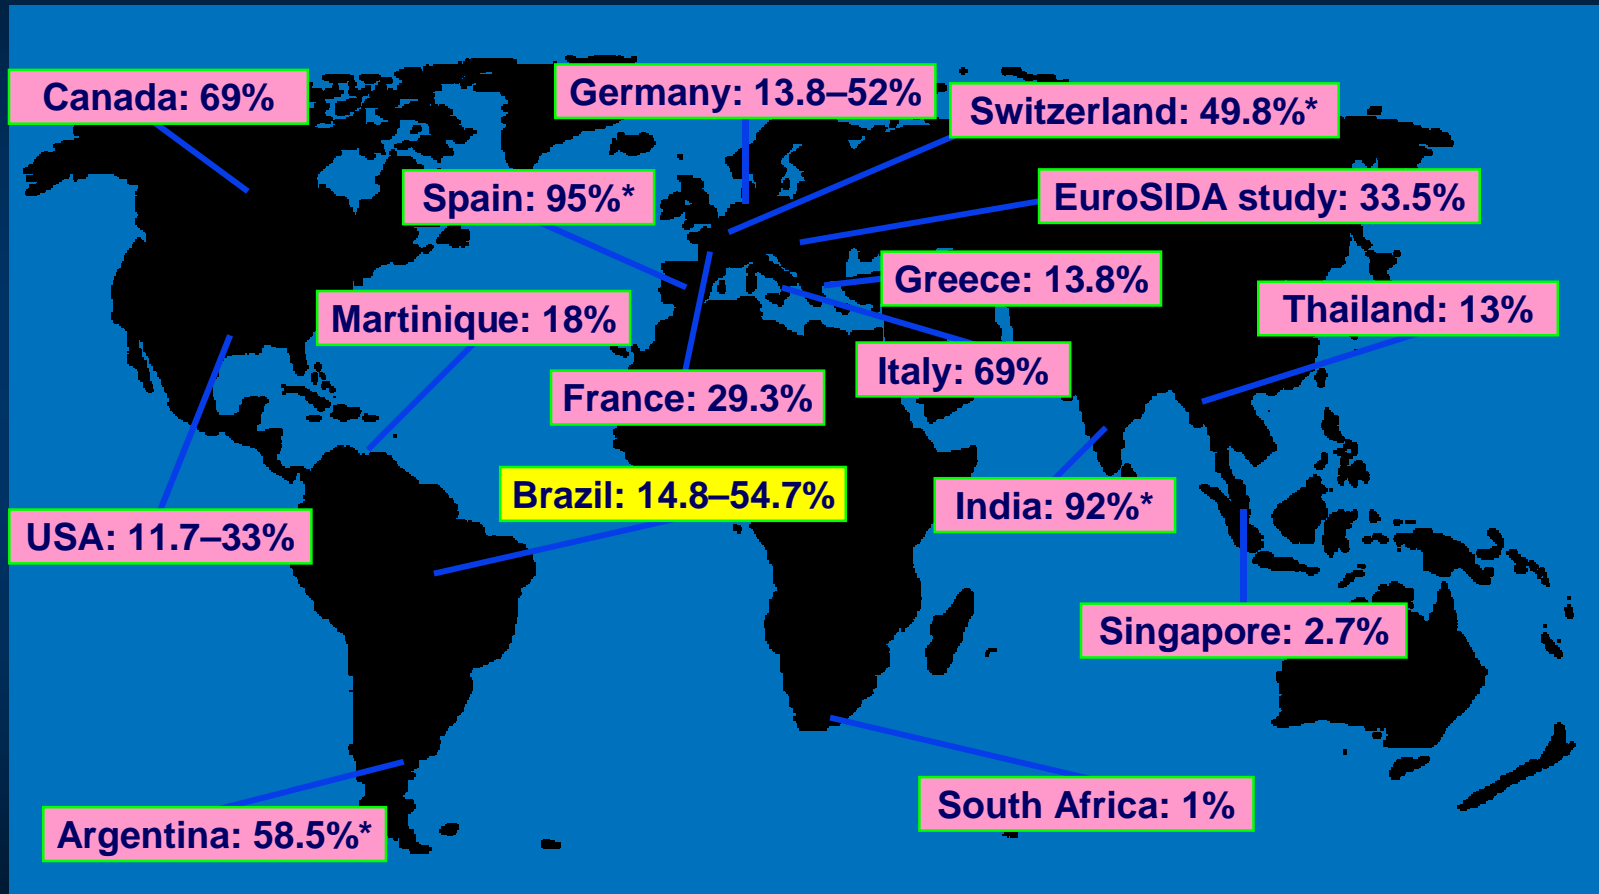 Canada: 69%
Germany: 13.8–52%
Switzerland: 49.8%*
Spain: 95%*
EuroSIDA study: 33.5%
Greece: 13.8%
Martinique: 18%
Thailand: 13%
Italy: 69%
France: 29.3%
Brazil: 14.8–54.7%
India: 92%*
USA: 11.7–33%
Singapore: 2.7%
South Africa: 1%
Argentina: 58.5%*